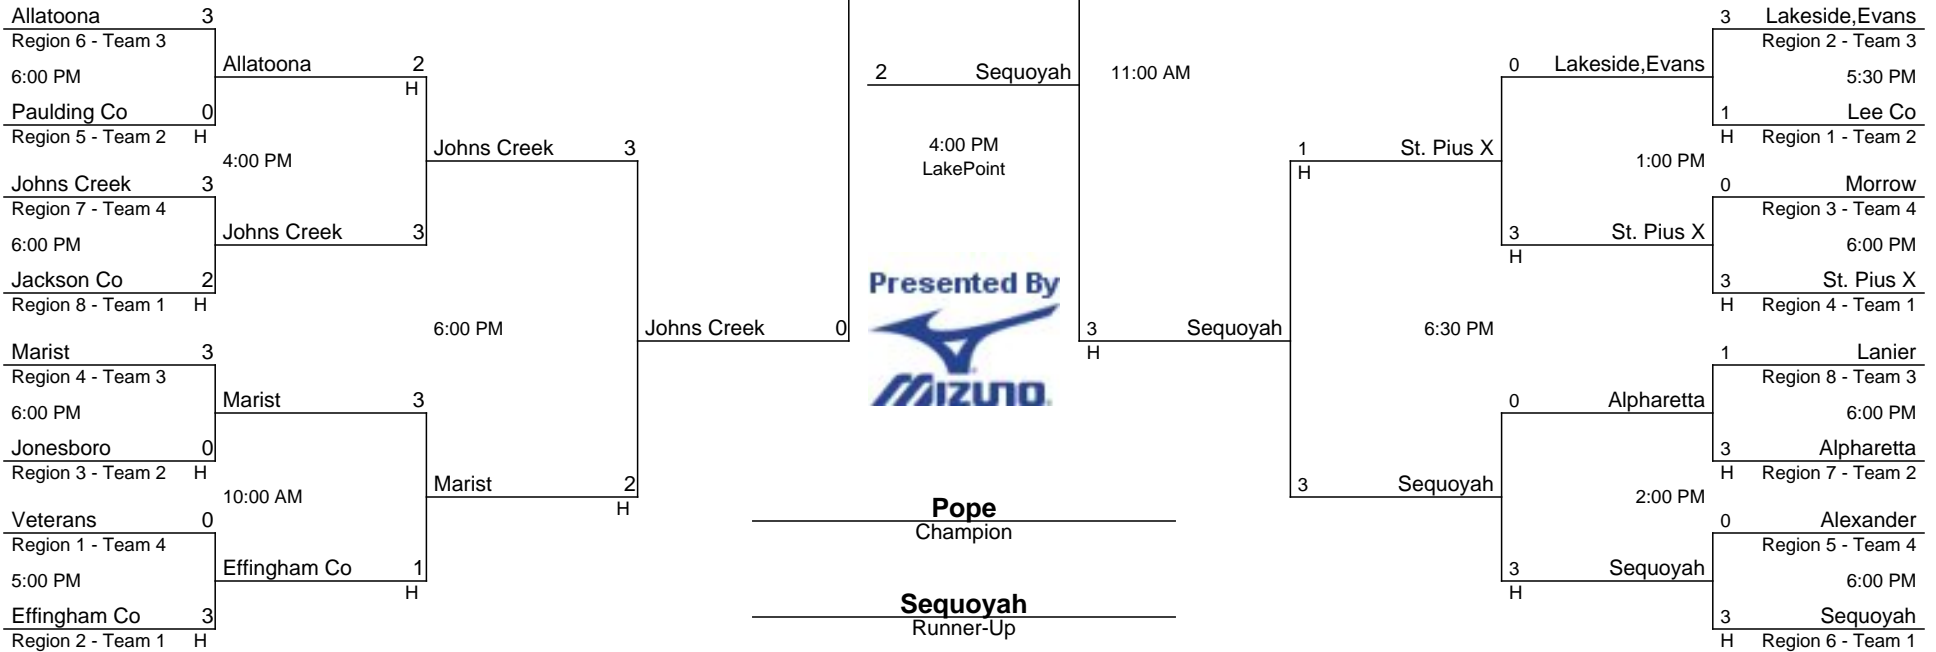 Allatoona 3
Region 6 - Team 3
6:00 PM
Paulding Co 0
Region 5 - Team 2 H
Johns Creek 3
Region 7 - Team 4
6:00 PM
Jackson Co 2
Region 8 - Team 1 H
Marist 3
Region 4 - Team 3
6:00 PM
Jonesboro 0
Region 3 - Team 2 H
Veterans 0
Region 1 - Team 4
5:00 PM
Effingham Co 3
Region 2 - Team 1 H
Allatoona 2
H
4:00 PM
Johns Creek 3
Marist 3
10:00 AM
Effingham Co 1
H
Johns Creek 3
6:00 PM
Marist 2
H
Johns Creek 0
2 Sequoyah
4:00 PM
LakePoint
Presented By
MIZUNO
Pope
Champion
Sequoyah
Runner-Up
11:00 AM
3 Sequoyah
H
1 St. Pius X
H
6:30 PM
3 Sequoyah
0 Lakeside,Evans
1:00 PM
3 St. Pius X
H
0 Alpharetta
2:00 PM
3 Sequoyah
H
3 Lakeside,Evans
Region 2 - Team 3
5:30 PM
1 Lee Co
H Region 1 - Team 2
0 Morrow
Region 3 - Team 4
6:00 PM
3 St. Pius X
H Region 4 - Team 1
1 Lanier
Region 8 - Team 3
6:00 PM
3 Alpharetta
H Region 7 - Team 2
0 Alexander
Region 5 - Team 4
6:00 PM
3 Sequoyah
H Region 6 - Team 1